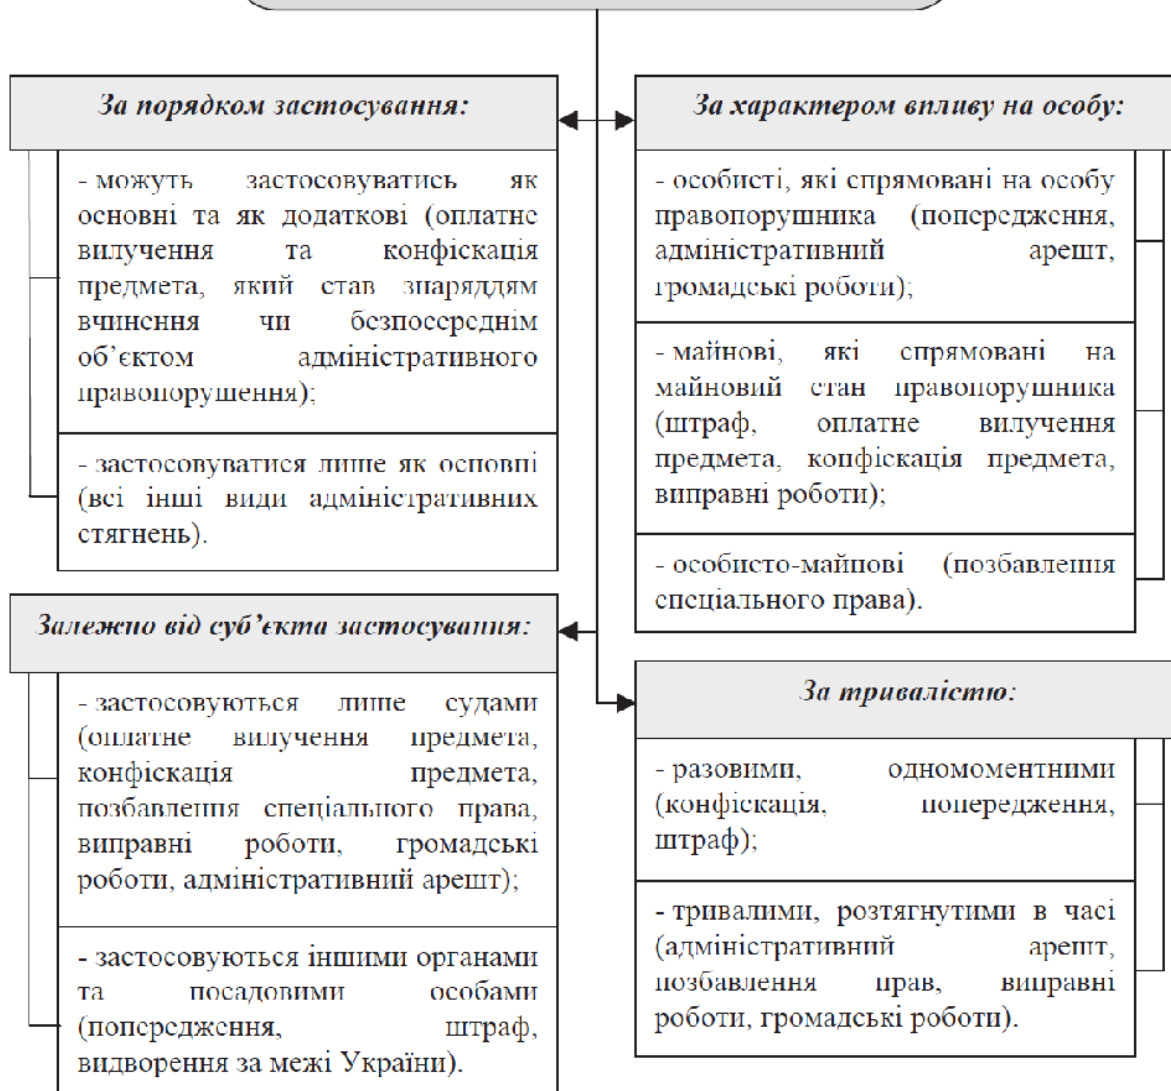 За порядком застосування:
- можуть застосовуватись як
основні та як додаткові (оплатне
вилучення та конфіскація
предмета, який став знаряддям
вчинення чи безпосереднім
об’єктом адміністративного
правопорушення);
- застосовуватися лише як основні
(всі інші види адміністративних
стягнень).
Залежно від суб’єкта застосування:
- застосовуються лише судами
(оплатне вилучення предмета,
конфіскація предмета,
позбавлення спеціального права,
виправні роботи, громадські
роботи, адміністративний арешт);
- застосовуються іншими органами
та посадовими особами
(попередження, штраф,
видворення за межі України).
За характером впливу на особу:
- особисті, які спрямовані на особу
правопорушника (попередження,
адміністративний арешт,
громадські роботи);
- майнові, які спрямовані на
майновий стан правопорушника
(штраф, оплатне вилучення
предмета, конфіскація предмета,
виправні роботи);
- особисто-майнові (позбавлення
спеціального права).
За тривалістю:
- разовими, одномоментними
(конфіскація, попередження,
штраф);
- тривалими, розтягнутими в часі
(адміністративний арешт,
позбавлення прав, виправні
роботи, громадські роботи).